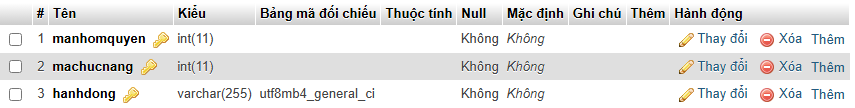 # Tên Kiểu Bảng mã đối chiếu Thuộc tính Null Mặc định Ghi chú Thêm Hành động
1 manhomquyen int(11) Không Không Thay đổi Xóa Thêm
2 machucnang int(11) Không Không Thay đổi Xóa Thêm
3 hanhdong varchar(255) utf8mb4_general_ci Không Không Thay đổi Xóa Thêm